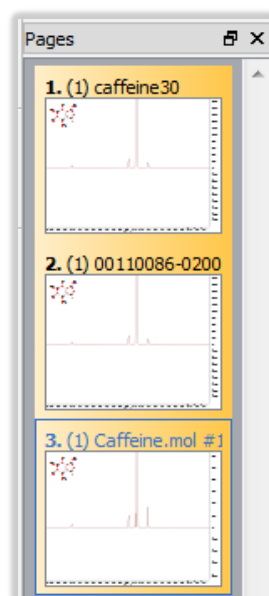 Pages
1. (1) caffeine30
2. (1) 00110086-0200
3. (1) Caffeine.mol #1